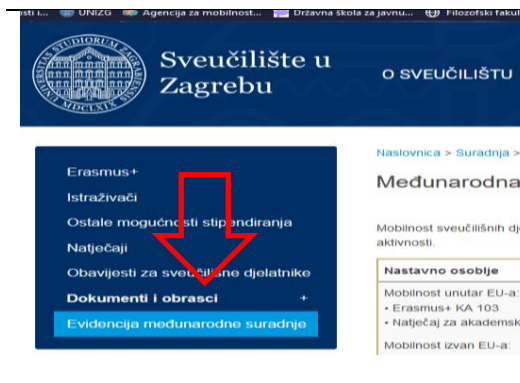 UNIZG Agencija za mobilnost... Državna škola za javnu... Filozofski fakul
Sveučilište u
Zagrebu
O SVEUČILIŠTU
Erasmus+
Istraživači
Ostale mogućnosti stipendiranja
Natječaji
Obavijesti za sveučilišne djelatnike
Dokumenti i obrasci +
Evidencija međunarodne suradnje
Naslovnica > Suradnja >
Međunarodna
Mobilnost sveučilišnih dj
aktivnosti.
Nastavno osoblje
Mobilnost unutar EU-a:
• Erasmus+ KA 103
• Natječaj za akademsk
Mobilnost izvan EU-a: